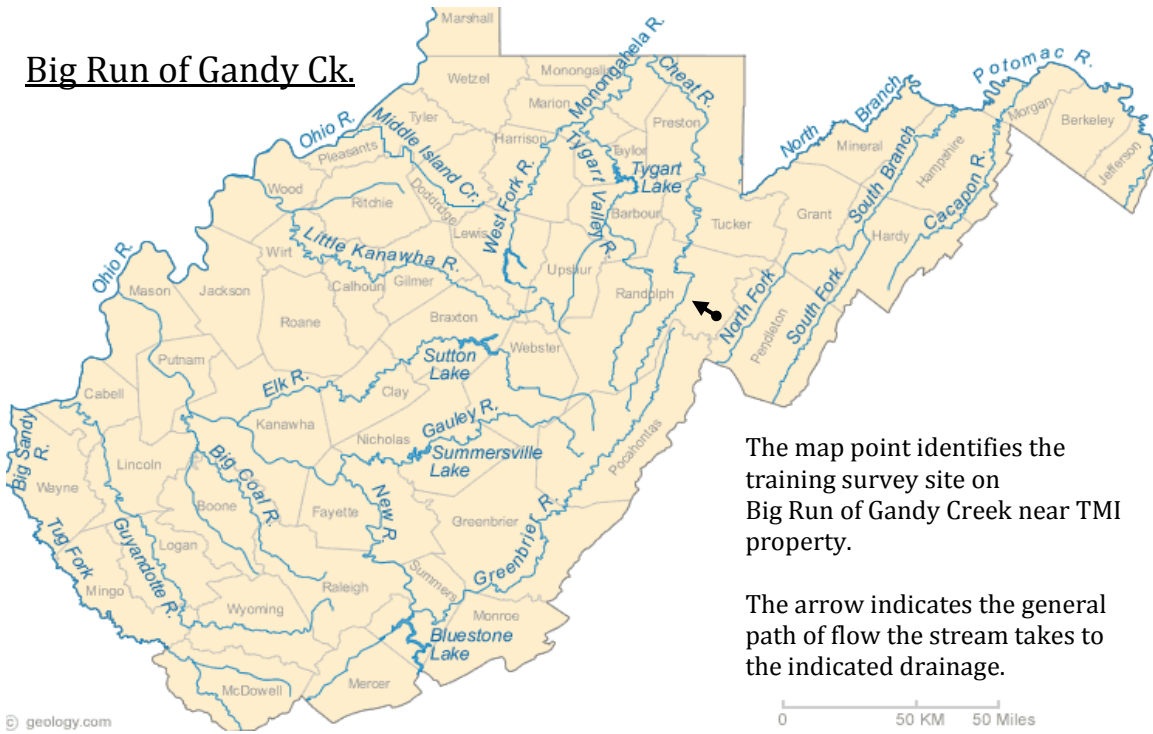 Big Run of Gandy Ck.
Marshall
Wetzel
Monongalia
Monongahela R.
Cheat R.
Marion
Preston
Tyler
Middle Island Cr.
Harrison
Taylor
Ohio R.
Pleasants
Doddridge
Tygart Valley R.
Tygart
Lake
West Fork R.
Wood
Ritchie
Lewis
Barbour
Tucker
North Branch
Mineral
Potomac R.
Morgan
Berkeley
Jefferson
Hampshire
South Branch
Cacapon R.
Grant
Hardy
Wirt
Little Kanawha R.
Calhoun
Gilmer
Upshur
Randolph
North Fork
South Fork
Pendleton
Ohio R.
Mason
Jackson
Roane
Braxton
Webster
Putnam
Sutton
Lake
Cabell
Elk R.
Clay
Kanawha
Nicholas
Gauley R.
Summersville
Lake
Pocahontas
Big Sandy
R.
Wayne
Lincoln
Big Coal R.
Boone
Fayette
New R.
Greenbrier
Greenbrier R.
Tug Fork
Logan
Guyandotte R.
Mingo
Wyoming
Raleigh
Summers
Monroe
Bluestone
Lake
McDowell
Mercer
The map point identifies the
training survey site on
Big Run of Gandy Creek near TMI
property.
The arrow indicates the general
path of flow the stream takes to
the indicated drainage.
0 50 KM 50 Miles
© geology.com